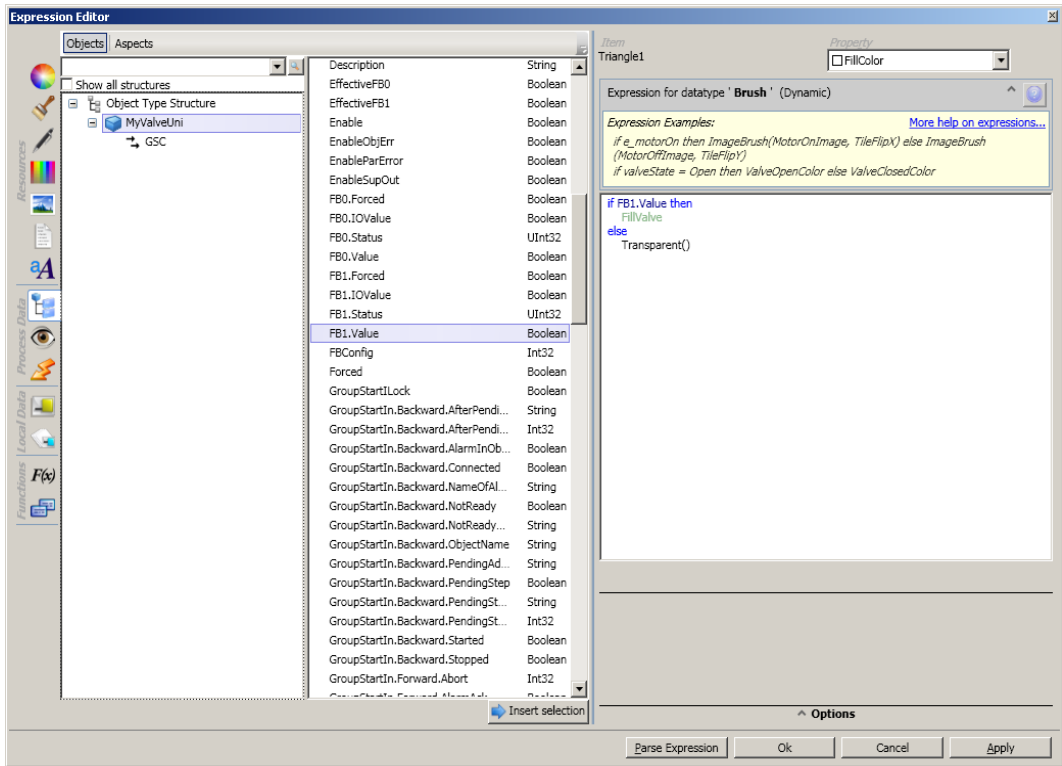 Expression Editor
Objects Aspects
Show all structures
Object Type Structure
MyValveUni
GSC
Resources
Process Data
Local Data
Functions
aA
F(x)
Description String
EffectiveFB0 Boolean
EffectiveFB1 Boolean
Enable Boolean
EnableObjErr Boolean
EnableParError Boolean
EnableSupOut Boolean
FB0.Forced Boolean
FB0.IOValue Boolean
FB0.Status UInt32
FB0.Value Boolean
FB1.Forced Boolean
FB1.IOValue Boolean
FB1.Status UInt32
FB1.Value Boolean
FBConfig Int32
Forced Boolean
GroupStartILock Boolean
GroupStartIn.Backward.AfterPendi... String
GroupStartIn.Backward.AfterPendi... Int32
GroupStartIn.Backward.AlarmInOb... Boolean
GroupStartIn.Backward.Connected Boolean
GroupStartIn.Backward.NameOfAl... String
GroupStartIn.Backward.NotReady Boolean
GroupStartIn.Backward.NotReady... String
GroupStartIn.Backward.ObjectName String
GroupStartIn.Backward.PendingAd... String
GroupStartIn.Backward.PendingStep Boolean
GroupStartIn.Backward.PendingSt... String
GroupStartIn.Backward.PendingSt... Int32
GroupStartIn.Backward.Started Boolean
GroupStartIn.Backward.Stopped Boolean
GroupStartIn.Forward.Abort Int32
Insert selection
Item Property
Triangle1 FillColor
Expression for datatype ' Brush ' (Dynamic)
Expression Examples: More help on expressions...
if e_motorOn then ImageBrush(MotorOnImage, TileFlipX) else ImageBrush
(MotorOffImage, TileFlipY)
if valveState = Open then ValveOpenColor else ValveClosedColor
if FB1.Value then
FillValve
else
Transparent()
^ Options
Parse Expression Ok Cancel Apply